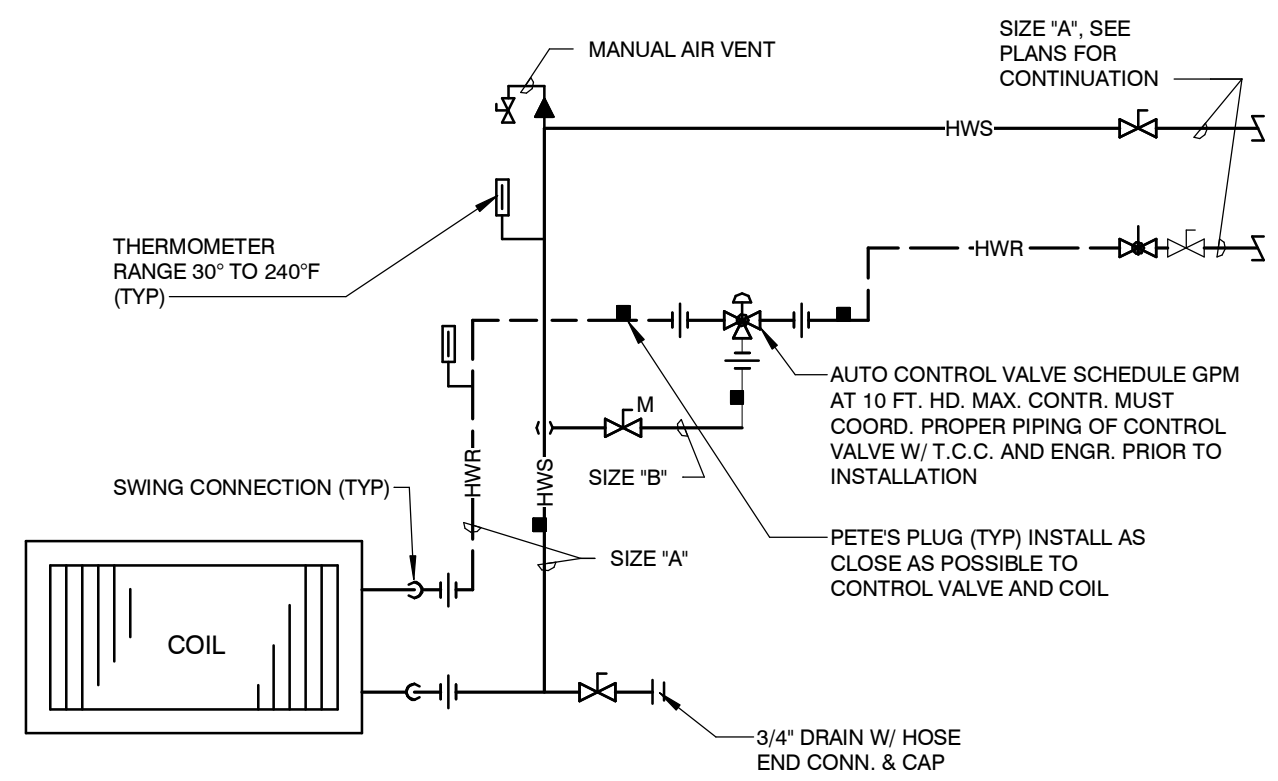 MANUAL AIR VENT
SIZE "A", SEE
PLANS FOR
CONTINUATION
HWS
THERMOMETER
RANGE 30° TO 240°F
(TYP)
HWR
AUTO CONTROL VALVE SCHEDULE GPM
AT 10 FT. HD. MAX. CONTR. MUST
COORD. PROPER PIPING OF CONTROL
VALVE W/ T.C.C. AND ENGR. PRIOR TO
INSTALLATION
M
SIZE "B"
HWR
HWS
SWING CONNECTION (TYP)
SIZE "A"
PETE'S PLUG (TYP) INSTALL AS
CLOSE AS POSSIBLE TO
CONTROL VALVE AND COIL
COIL
3/4" DRAIN W/ HOSE
END CONN. & CAP